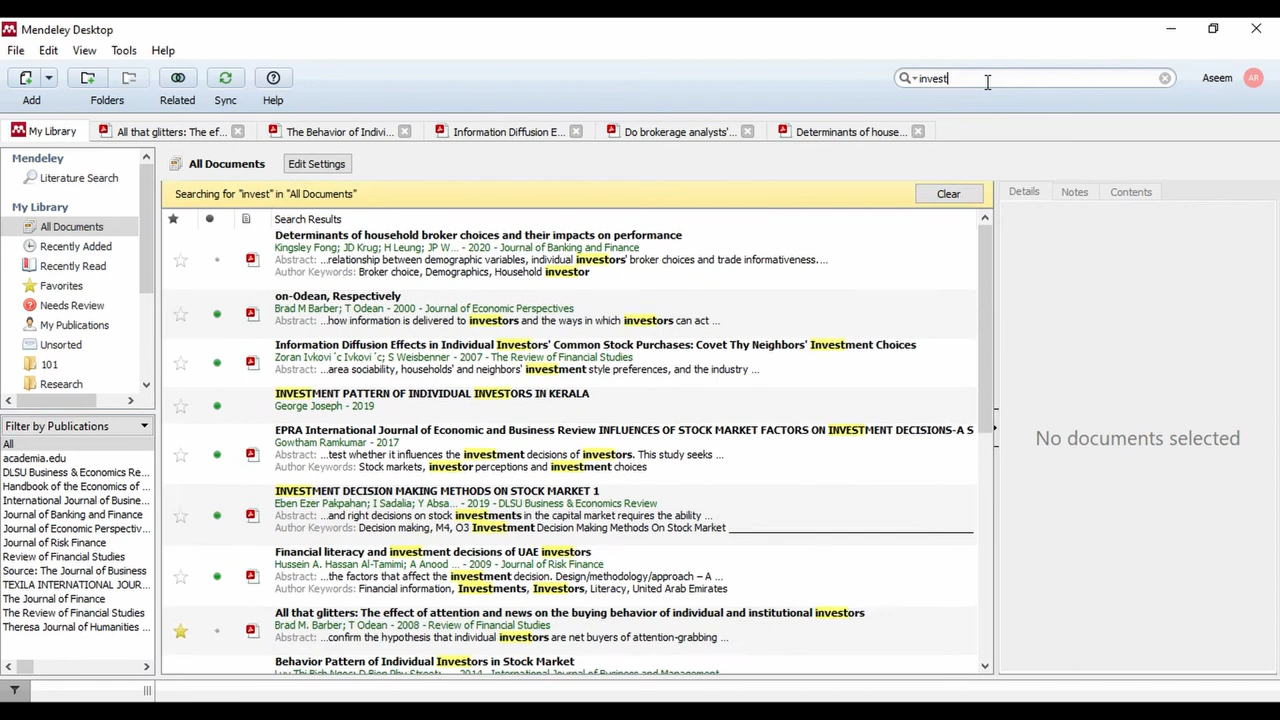 Mendeley Desktop
File Edit View Tools Help
invest
Aseem AR
Add Folders Related Sync Help
My Library All that glitters: The ef... The Behavior of Indivi... Information Diffusion E... Do brokerage analysts'... Determinants of house...
Mendeley
Literature Search
My Library
All Documents
Recently Added
Recently Read
Favorites
Needs Review
My Publications
Unsorted
101
Research
Filter by Publications
All
academia.edu
DLSU Business & Economics Re...
Handbook of the Economics of ...
International Journal of Busine...
Journal of Banking and Finance
Journal of Economic Perspectiv...
Journal of Risk Finance
Review of Financial Studies
Source: The Journal of Business
TEXILA INTERNATIONAL JOUR...
The Journal of Finance
The Review of Financial Studies
Theresa Journal of Humanities ...
All Documents Edit Settings
Searching for "invest" in "All Documents" Clear
Search Results
Determinants of household broker choices and their impacts on performance
Kingsley Fong; JD Krug; H Leung; JP W... - 2020 - Journal of Banking and Finance
Abstract: ...relationship between demographic variables, individual investors' broker choices and trade informativeness....
Author Keywords: Broker choice, Demographics, Household investor
on-Odean, Respectively
Brad M Barber; T Odean - 2000 - Journal of Economic Perspectives
Abstract: ...how information is delivered to investors and the ways in which investors can act ...
Information Diffusion Effects in Individual Investors' Common Stock Purchases: Covet Thy Neighbors' Investment Choices
Zoran Ivkovi ´c Ivkovi ´c; S Weisbenner - 2007 - The Review of Financial Studies
Abstract: ...area sociability, households' and neighbors' investment style preferences, and the industry ...
INVESTMENT PATTERN OF INDIVIDUAL INVESTORS IN KERALA
George Joseph - 2019
EPRA International Journal of Economic and Business Review INFLUENCES OF STOCK MARKET FACTORS ON INVESTMENT DECISIONS-A S
Gowtham Ramkumar - 2017
Abstract: ...test whether it influences the investment decisions of investors. This study seeks ...
Author Keywords: Stock markets, investor perceptions and investment choices
INVESTMENT DECISION MAKING METHODS ON STOCK MARKET 1
Eben Ezer Pakpahan; I Sadalia; Y Absa... - 2019 - DLSU Business & Economics Review
Abstract: ...and right decisions on stock investments in the capital market requires the ability ...
Author Keywords: Decision making, M4, O3 Investment Decision Making Methods On Stock Market
Financial literacy and investment decisions of UAE investors
Hussein A. Hassan Al-Tamimi; A Anood ... - 2009 - Journal of Risk Finance
Abstract: ...the factors that affect the investment decision. Design/methodology/approach – A ...
Author Keywords: Financial information, Investments, Investors, Literacy, United Arab Emirates
All that glitters: The effect of attention and news on the buying behavior of individual and institutional investors
Brad M. Barber; T Odean - 2008 - Review of Financial Studies
Abstract: ...confirm the hypothesis that individual investors are net buyers of attention-grabbing ...
Behavior Pattern of Individual Investors in Stock Market
Details Notes Contents
No documents selected